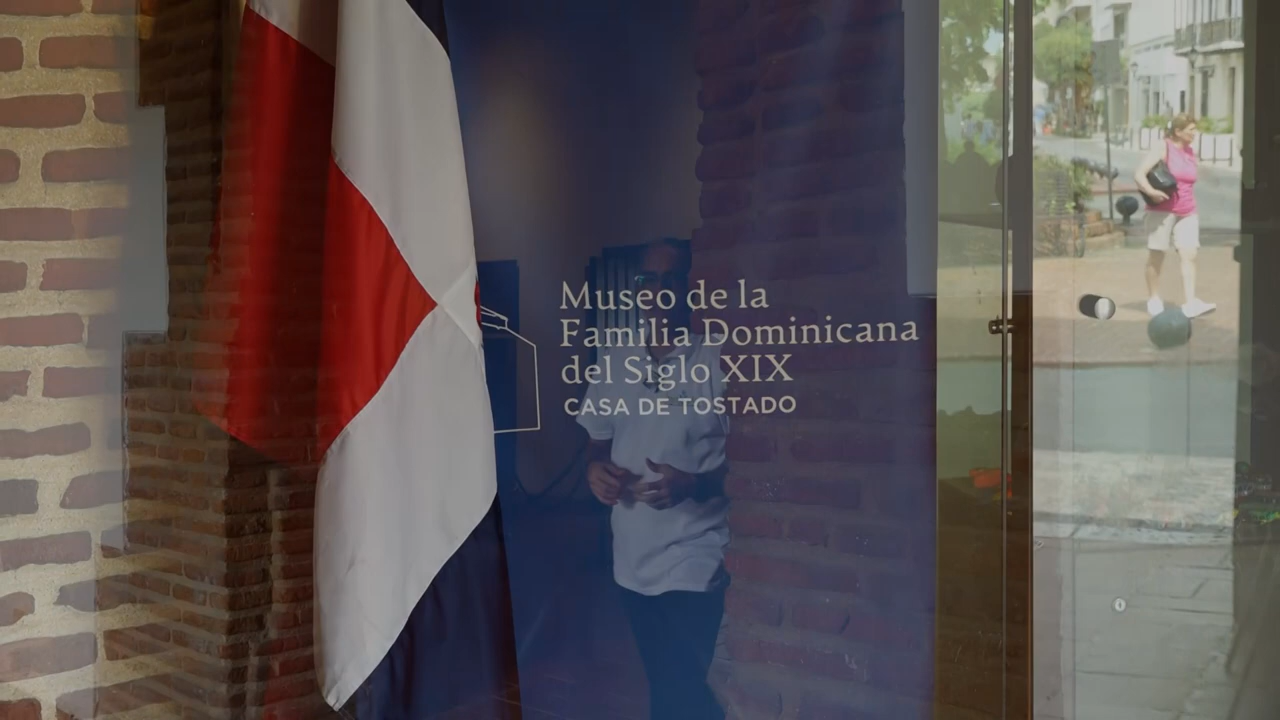 Museo de la
Familia Dominicana
del Siglo XIX
CASA DE TOSTADO